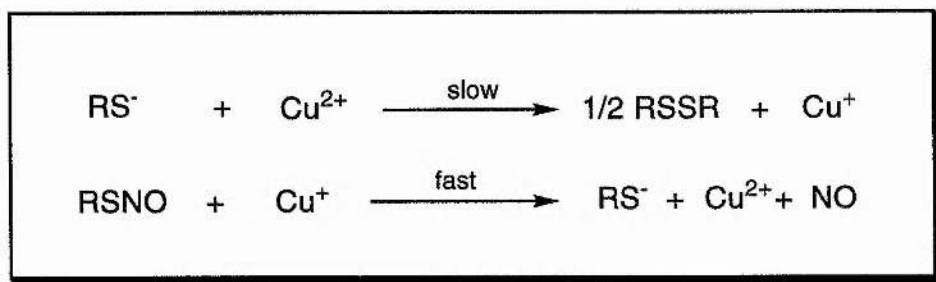 slow
RS⁻ + Cu²⁺ → 1/2 RSSR + Cu⁺
fast
RSNO + Cu⁺ → RS⁻ + Cu²⁺ + NO